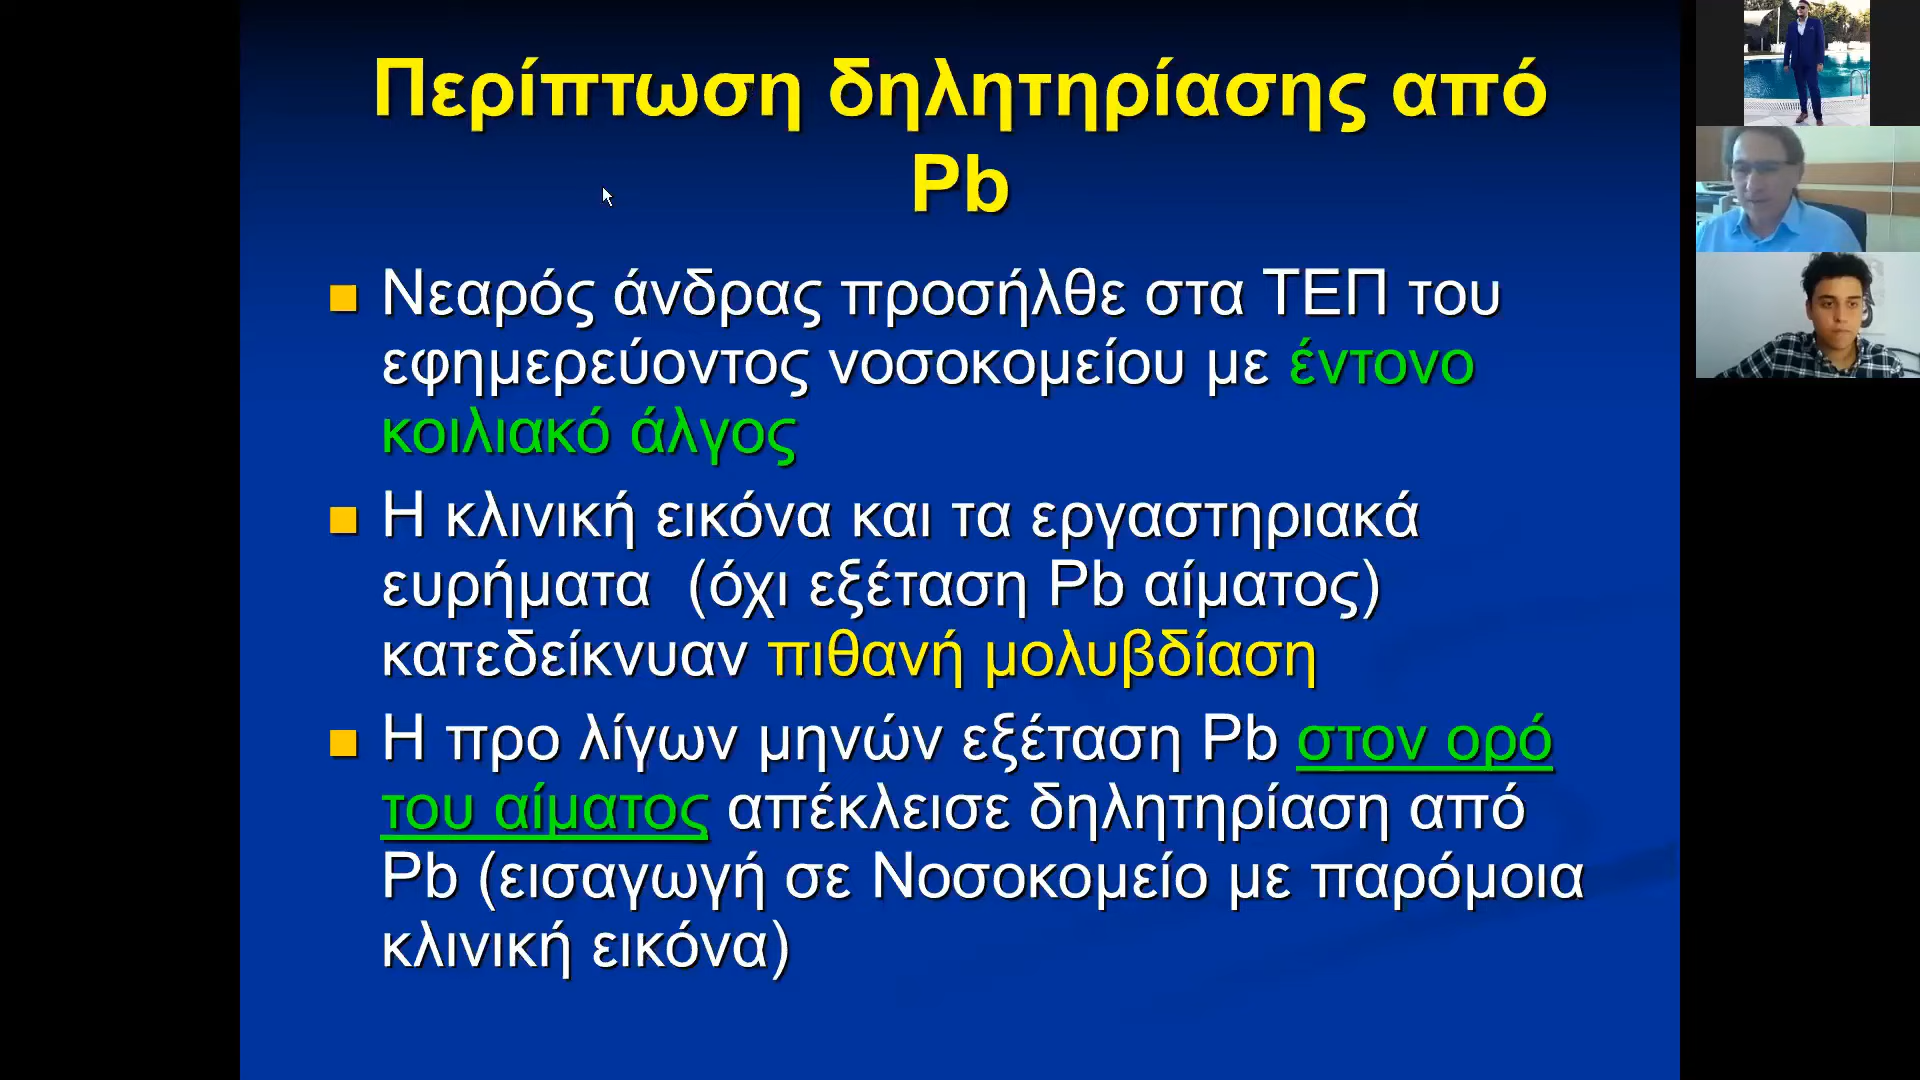 Περίπτωση δηλητηρίασης από
Pb
Νεαρός άνδρας προσήλθε στα ΤΕΠ του
εφημερεύοντος νοσοκομείου με έντονο
κοιλιακό άλγος
Η κλινική εικόνα και τα εργαστηριακά
ευρήματα (όχι εξέταση Pb αίματος)
κατεδείκνυαν πιθανή μολυβδίαση
Η προ λίγων μηνών εξέταση Pb στον ορό
του αίματος απέκλεισε δηλητηρίαση από
Pb (εισαγωγή σε Νοσοκομείο με παρόμοια
κλινική εικόνα)